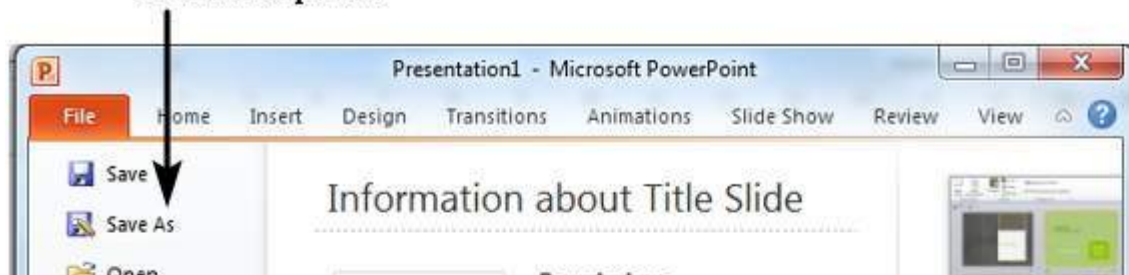 Presentation1 - Microsoft PowerPoint
File Home Insert Design Transitions Animations Slide Show Review View
Save
Information about Title Slide
Save As
Open